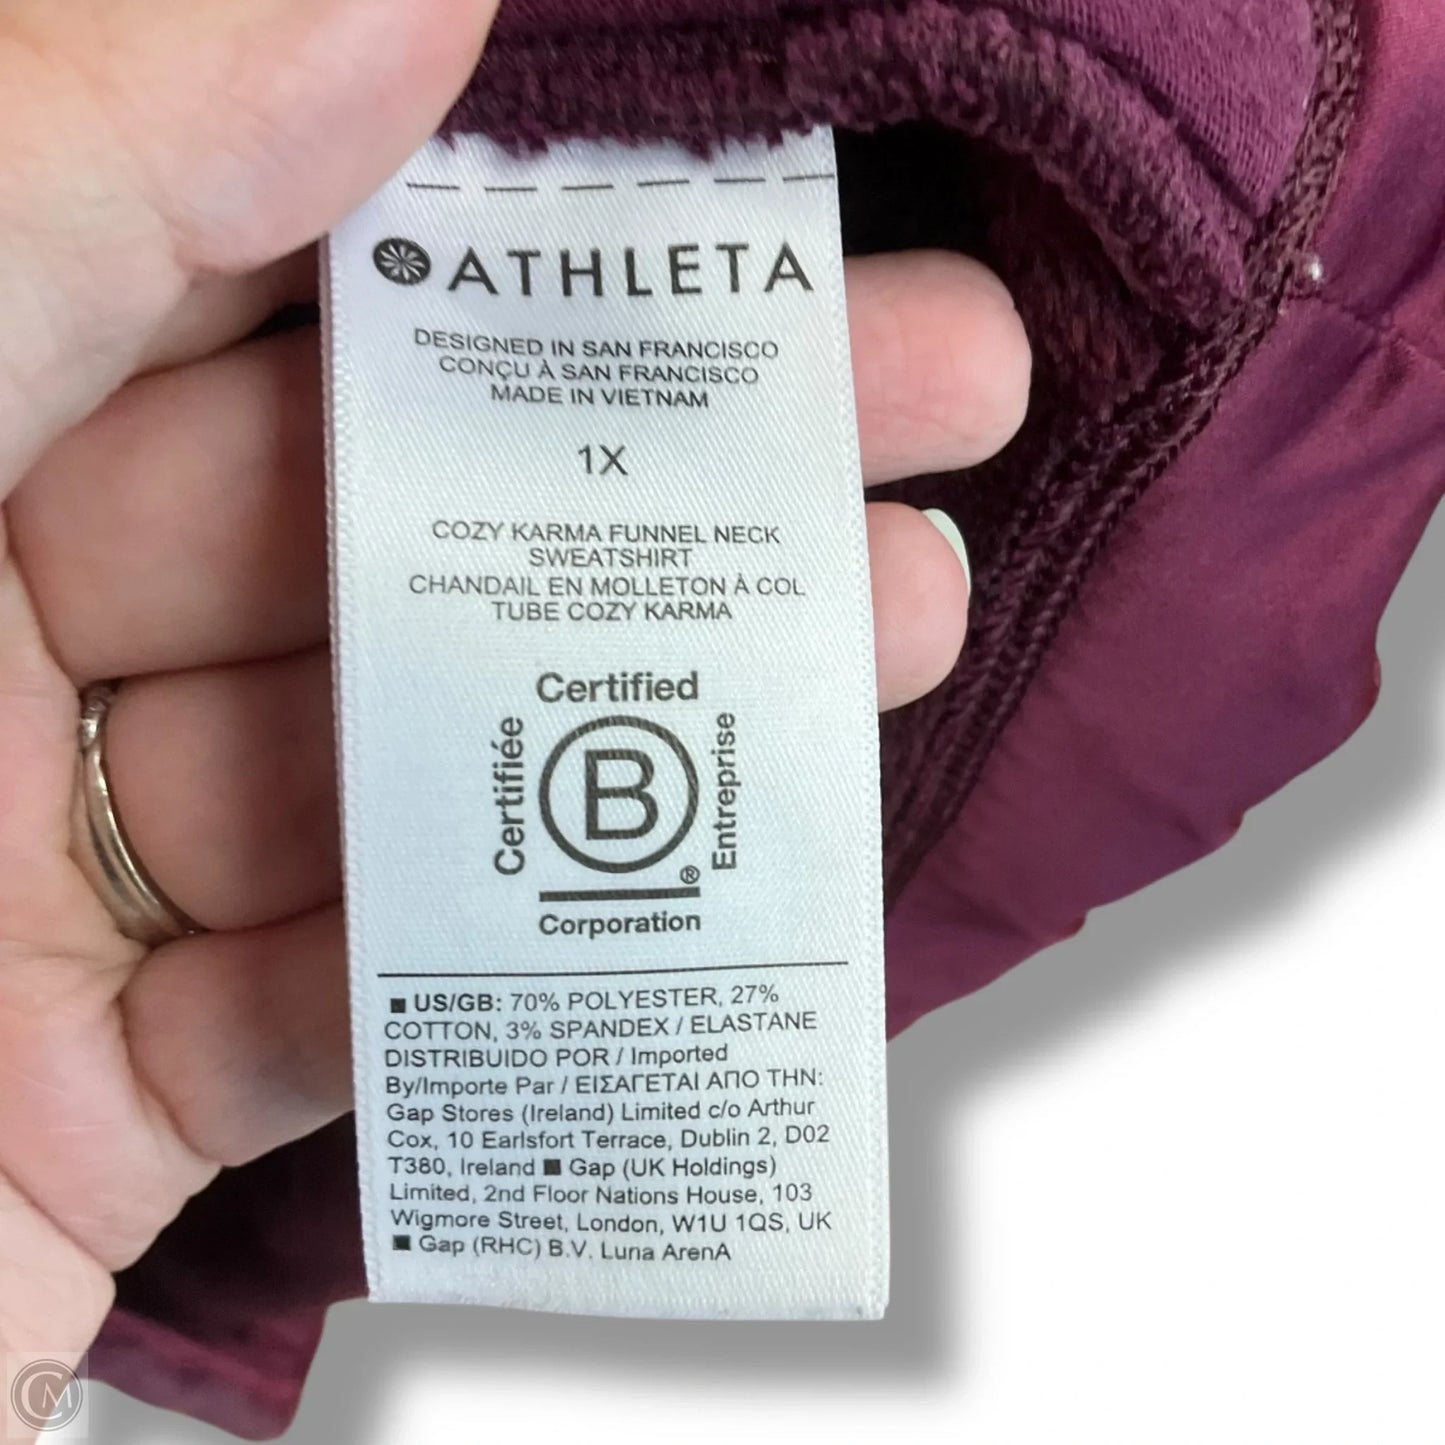 ATHLETA
DESIGNED IN SAN FRANCISCO
CONÇU À SAN FRANCISCO
MADE IN VIETNAM
1X
COZY KARMA FUNNEL NECK
SWEATSHIRT
CHANDAIL EN MOLLETON À COL
TUBE COZY KARMA
Certified
Certifiée
B
Entreprise
®
Corporation
■ US/GB: 70% POLYESTER, 27%
COTTON, 3% SPANDEX / ELASTANE
DISTRIBUIDO POR / Imported
By/Importe Par / ΕΙΣΑΓΕΤΑΙ ΑΠΟ ΤΗΝ:
Gap Stores (Ireland) Limited c/o Arthur
Cox, 10 Earlsfort Terrace, Dublin 2, D02
T380, Ireland ■ Gap (UK Holdings)
Limited, 2nd Floor Nations House, 103
Wigmore Street, London, W1U 1QS, UK
■ Gap (RHC) B.V. Luna ArenA
CM